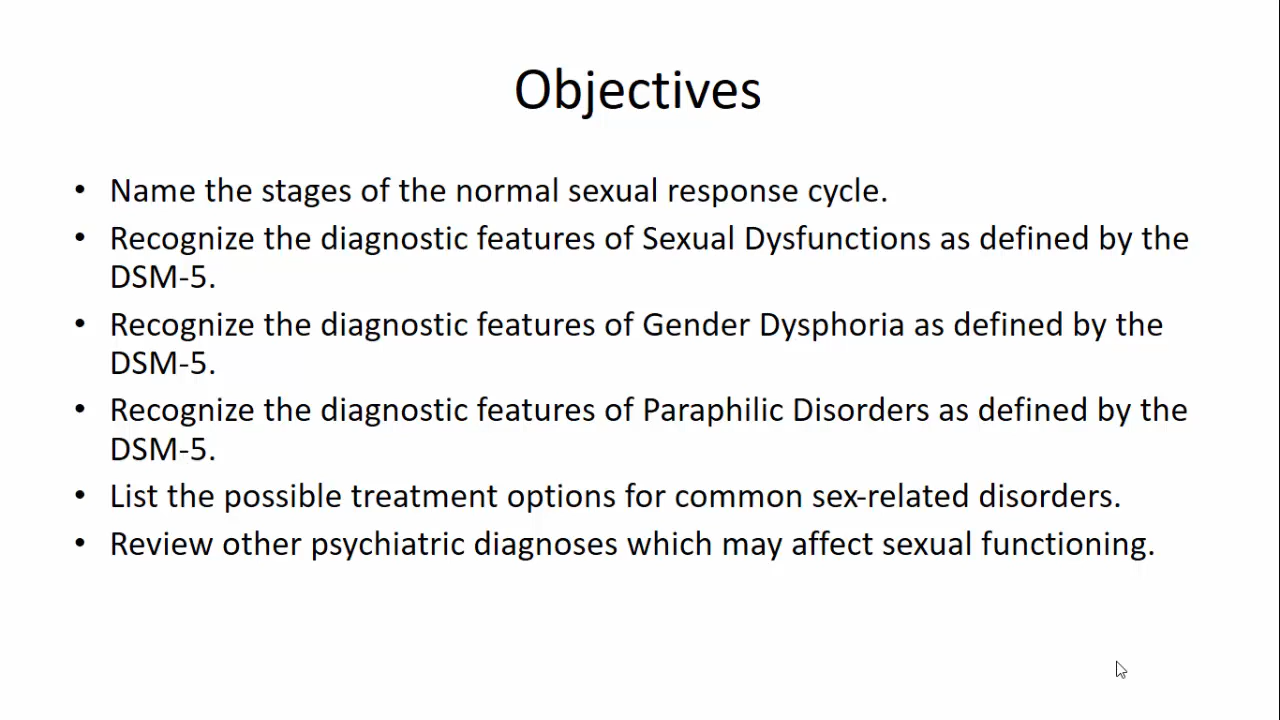 Objectives
• Name the stages of the normal sexual response cycle.
• Recognize the diagnostic features of Sexual Dysfunctions as defined by the
DSM-5.
• Recognize the diagnostic features of Gender Dysphoria as defined by the
DSM-5.
• Recognize the diagnostic features of Paraphilic Disorders as defined by the
DSM-5.
• List the possible treatment options for common sex-related disorders.
• Review other psychiatric diagnoses which may affect sexual functioning.